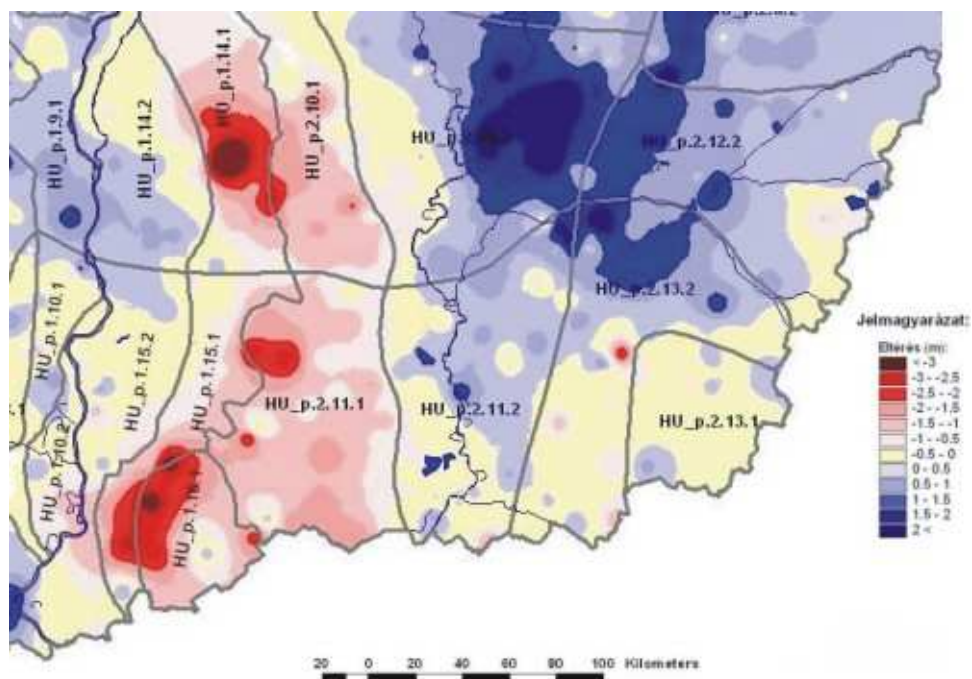 HU_p.1.14.1
HU_p.2.10.1
HU_p.1.9.1
HU_p.1.14.2
HU_p.2.12.2
HU_p.2.13.2
HU_p.1.10.1
HU_p.1.15.2
HU_p.1.15.1
HU_p.2.11.1
HU_p.2.11.2
HU_p.2.13.1
HU_p.1.10.2
Jelmagyarázat:
Eltérés (m):
< -3
-3 - -2.5
-2.5 - -2
-2 - -1.5
-1.5 - -1
-1 - -0.5
-0.5 - 0
0 - 0.5
0.5 - 1
1 - 1.5
1.5 - 2
2 <
20 0 20 40 60 80 100 Kilometers